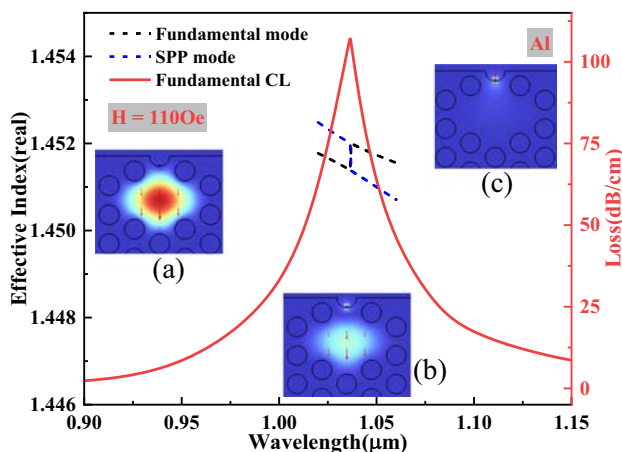 Fundamental mode
SPP mode
Fundamental CL
Al
H = 110Oe
(a)
(b)
(c)
Effective Index(real)
1.454
1.452
1.450
1.448
1.446
Loss(dB/cm)
100
75
50
25
0
0.90
0.95
1.00
1.05
1.10
1.15
Wavelength(μm)